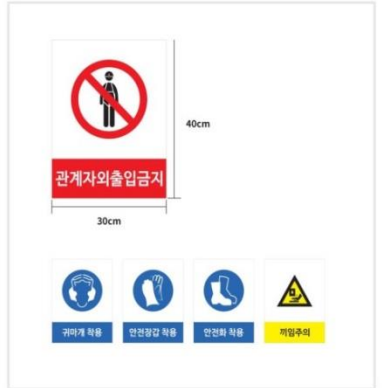 40cm
관계자외출입금지
30cm
귀마개 착용
안전장갑 착용
안전화 착용
끼임주의